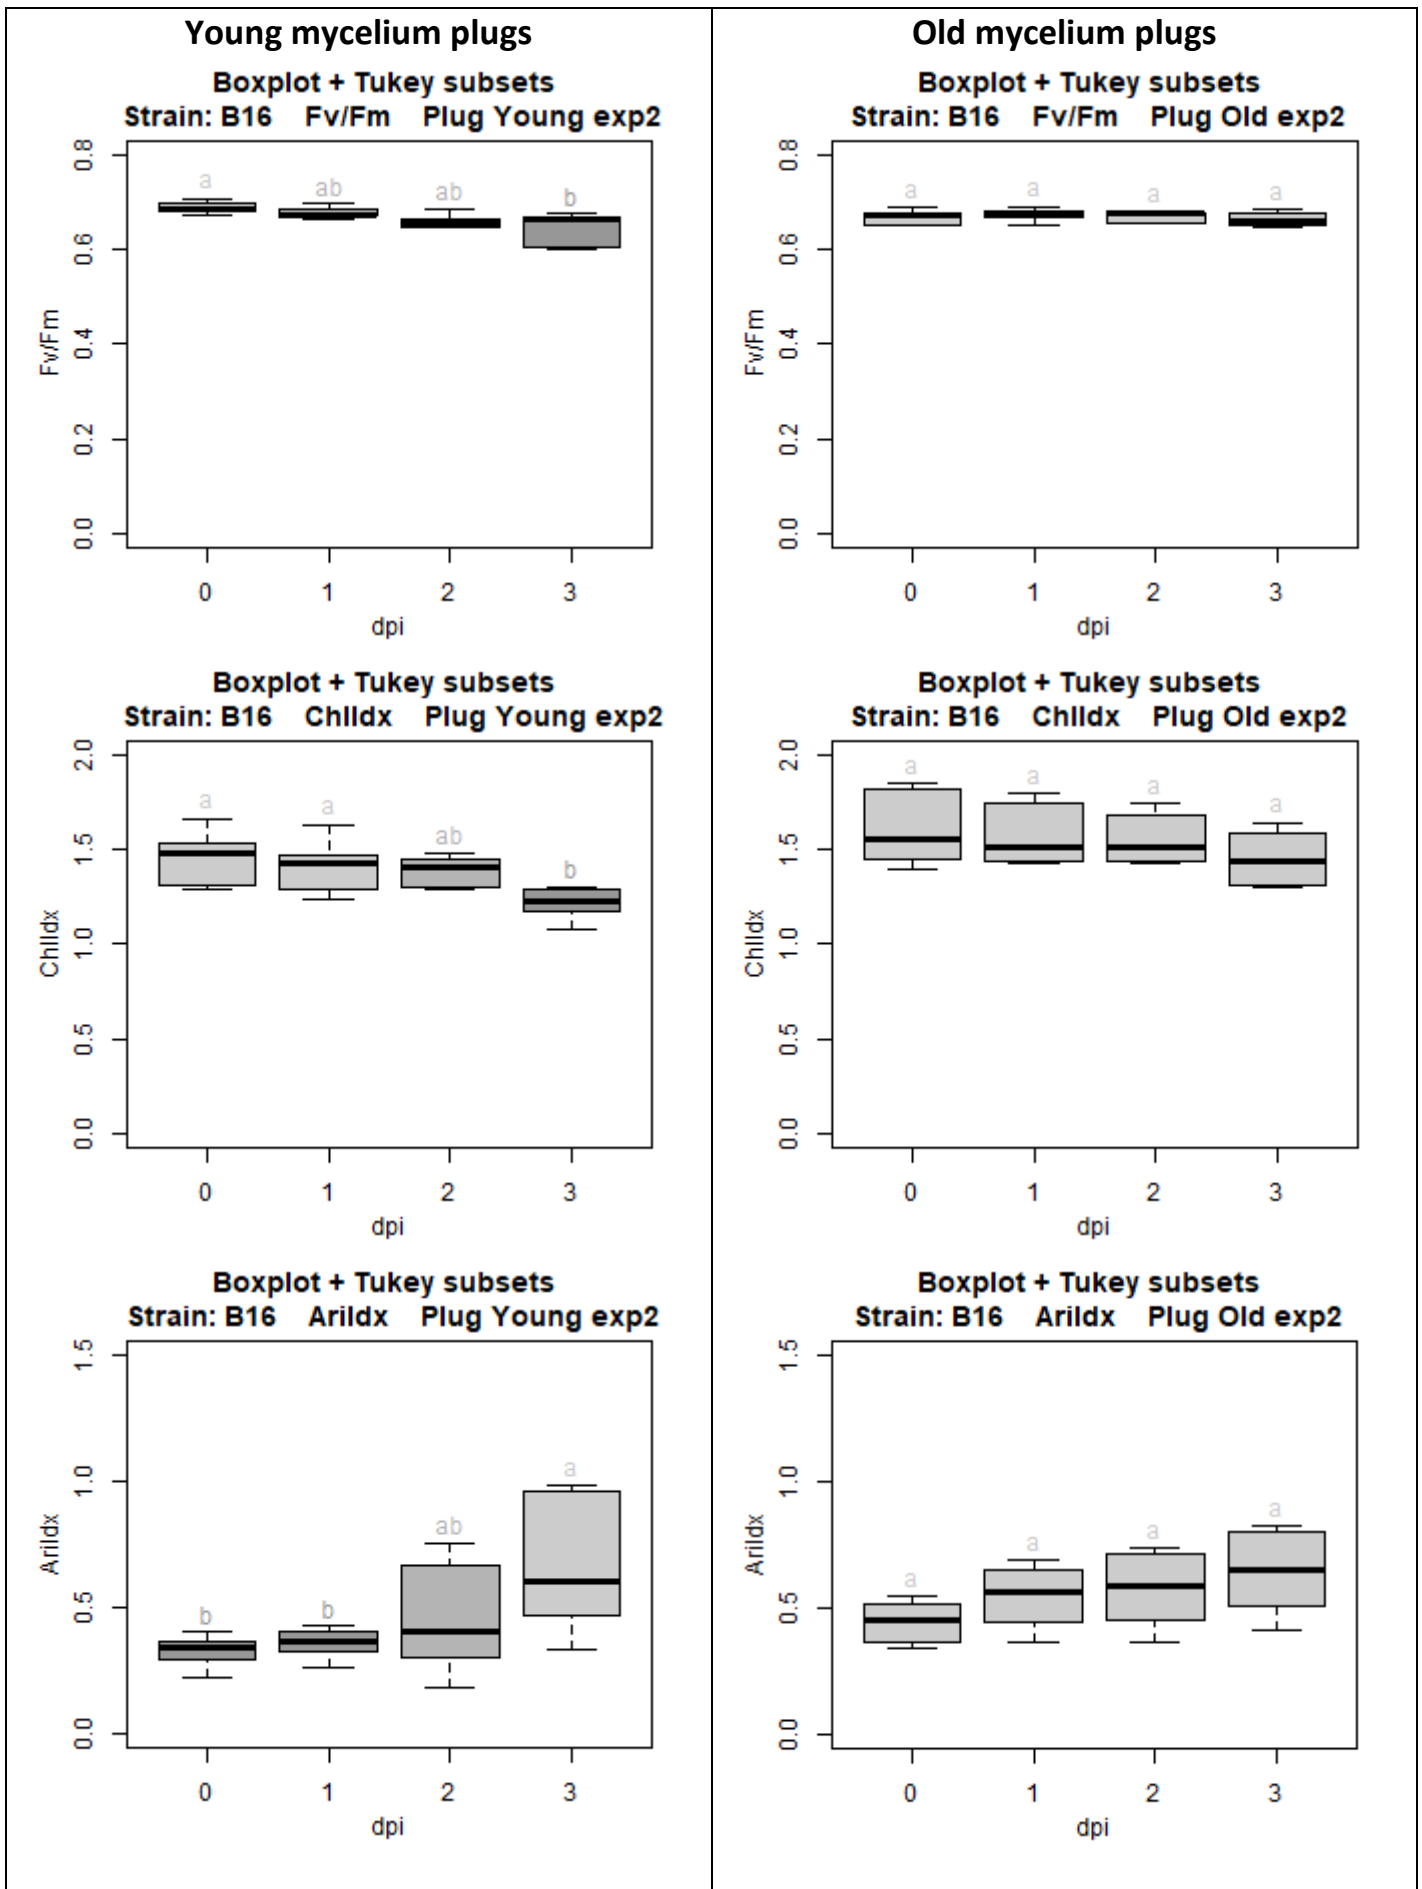 Young mycelium plugs
Boxplot + Tukey subsets
Strain: B16 Fv/Fm Plug Young exp2
0.8
0.6
0.4
0.2
0.0
Fv/Fm
a ab ab b
0 1 2 3
dpi
Boxplot + Tukey subsets
Strain: B16 ChlIdx Plug Young exp2
2.0
1.5
1.0
0.5
0.0
ChlIdx
a a ab b
0 1 2 3
dpi
Boxplot + Tukey subsets
Strain: B16 AriIdx Plug Young exp2
1.5
1.0
0.5
0.0
AriIdx
b b ab a
0 1 2 3
dpi
Old mycelium plugs
Boxplot + Tukey subsets
Strain: B16 Fv/Fm Plug Old exp2
0.8
0.6
0.4
0.2
0.0
Fv/Fm
a a a a
0 1 2 3
dpi
Boxplot + Tukey subsets
Strain: B16 ChlIdx Plug Old exp2
2.0
1.5
1.0
0.5
0.0
ChlIdx
a a a a
0 1 2 3
dpi
Boxplot + Tukey subsets
Strain: B16 AriIdx Plug Old exp2
1.5
1.0
0.5
0.0
AriIdx
a a a a
0 1 2 3
dpi